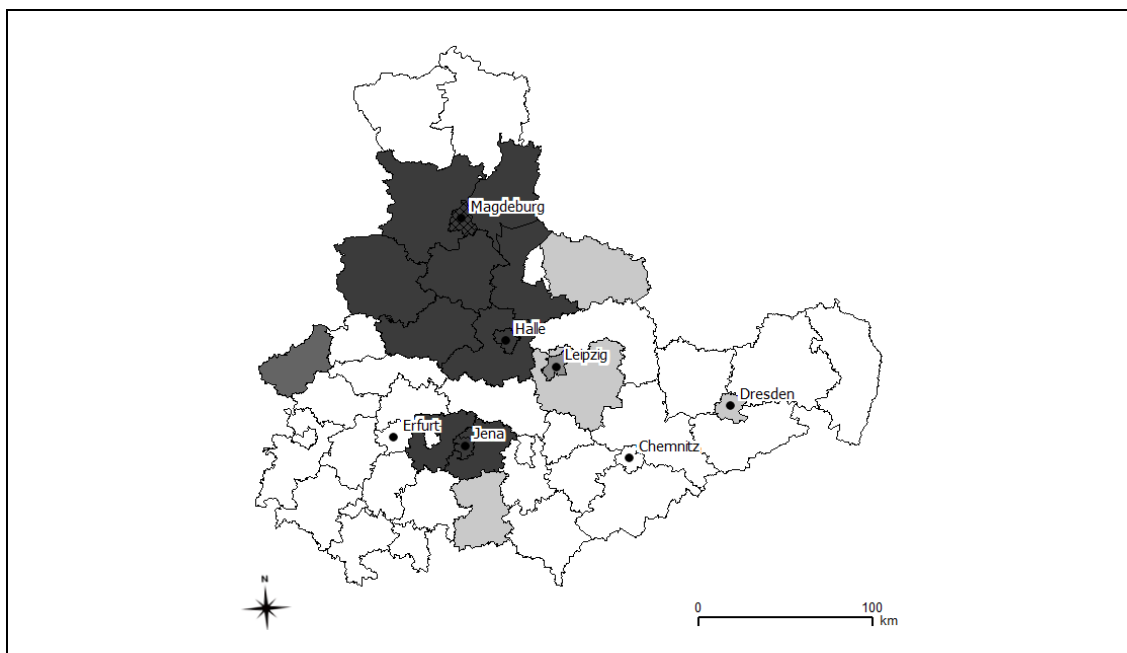 Magdeburg
Halle
Leipzig
Dresden
Erfurt
Jena
Chemnitz
N
0 100
km